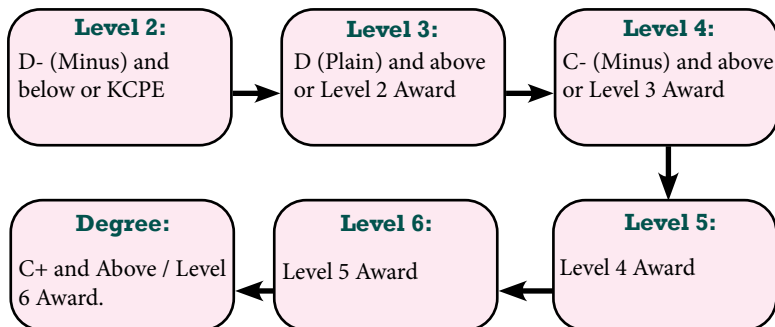 Level 2:
D- (Minus) and
below or KCPE
Level 3:
D (Plain) and above
or Level 2 Award
Level 4:
C- (Minus) and above
or Level 3 Award
Degree:
C+ and Above / Level
6 Award.
Level 6:
Level 5 Award
Level 5:
Level 4 Award